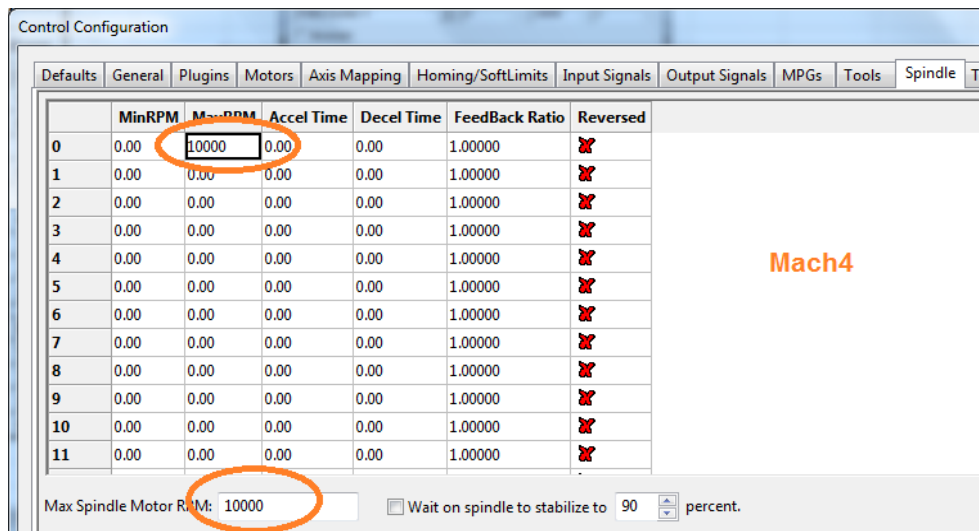 Control Configuration
Defaults General Plugins Motors Axis Mapping Homing/SoftLimits Input Signals Output Signals MPGs Tools Spindle T
MinRPM MaxRPM Accel Time Decel Time FeedBack Ratio Reversed
0 0.00 10000 0.00 0.00 1.00000
1 0.00 0.00 0.00 0.00 1.00000
2 0.00 0.00 0.00 0.00 1.00000
3 0.00 0.00 0.00 0.00 1.00000
4 0.00 0.00 0.00 0.00 1.00000
5 0.00 0.00 0.00 0.00 1.00000
6 0.00 0.00 0.00 0.00 1.00000
7 0.00 0.00 0.00 0.00 1.00000
8 0.00 0.00 0.00 0.00 1.00000
9 0.00 0.00 0.00 0.00 1.00000
10 0.00 0.00 0.00 0.00 1.00000
11 0.00 0.00 0.00 0.00 1.00000
Mach4
Max Spindle Motor RPM: 10000 Wait on spindle to stabilize to 90 percent.